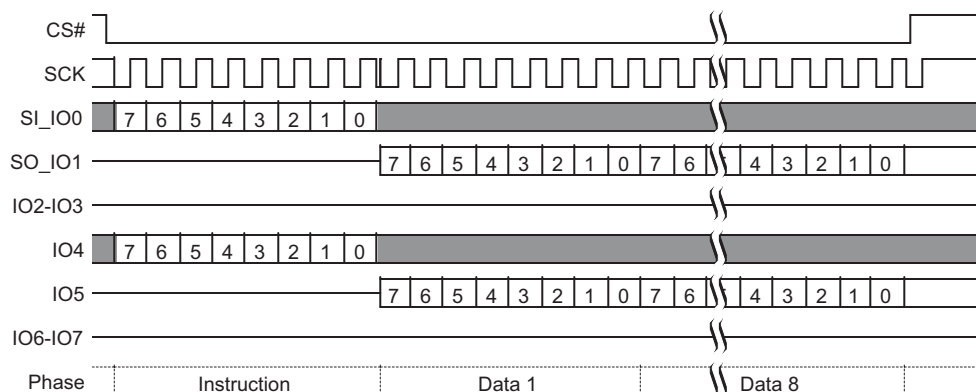 CS#
SCK
SI_IO0 7 6 5 4 3 2 1 0
SO_IO1 7 6 5 4 3 2 1 0 7 6 4 3 2 1 0
IO2-IO3
IO4 7 6 5 4 3 2 1 0
IO5 7 6 5 4 3 2 1 0 7 6 4 3 2 1 0
IO6-IO7
Phase Instruction Data 1 Data 8